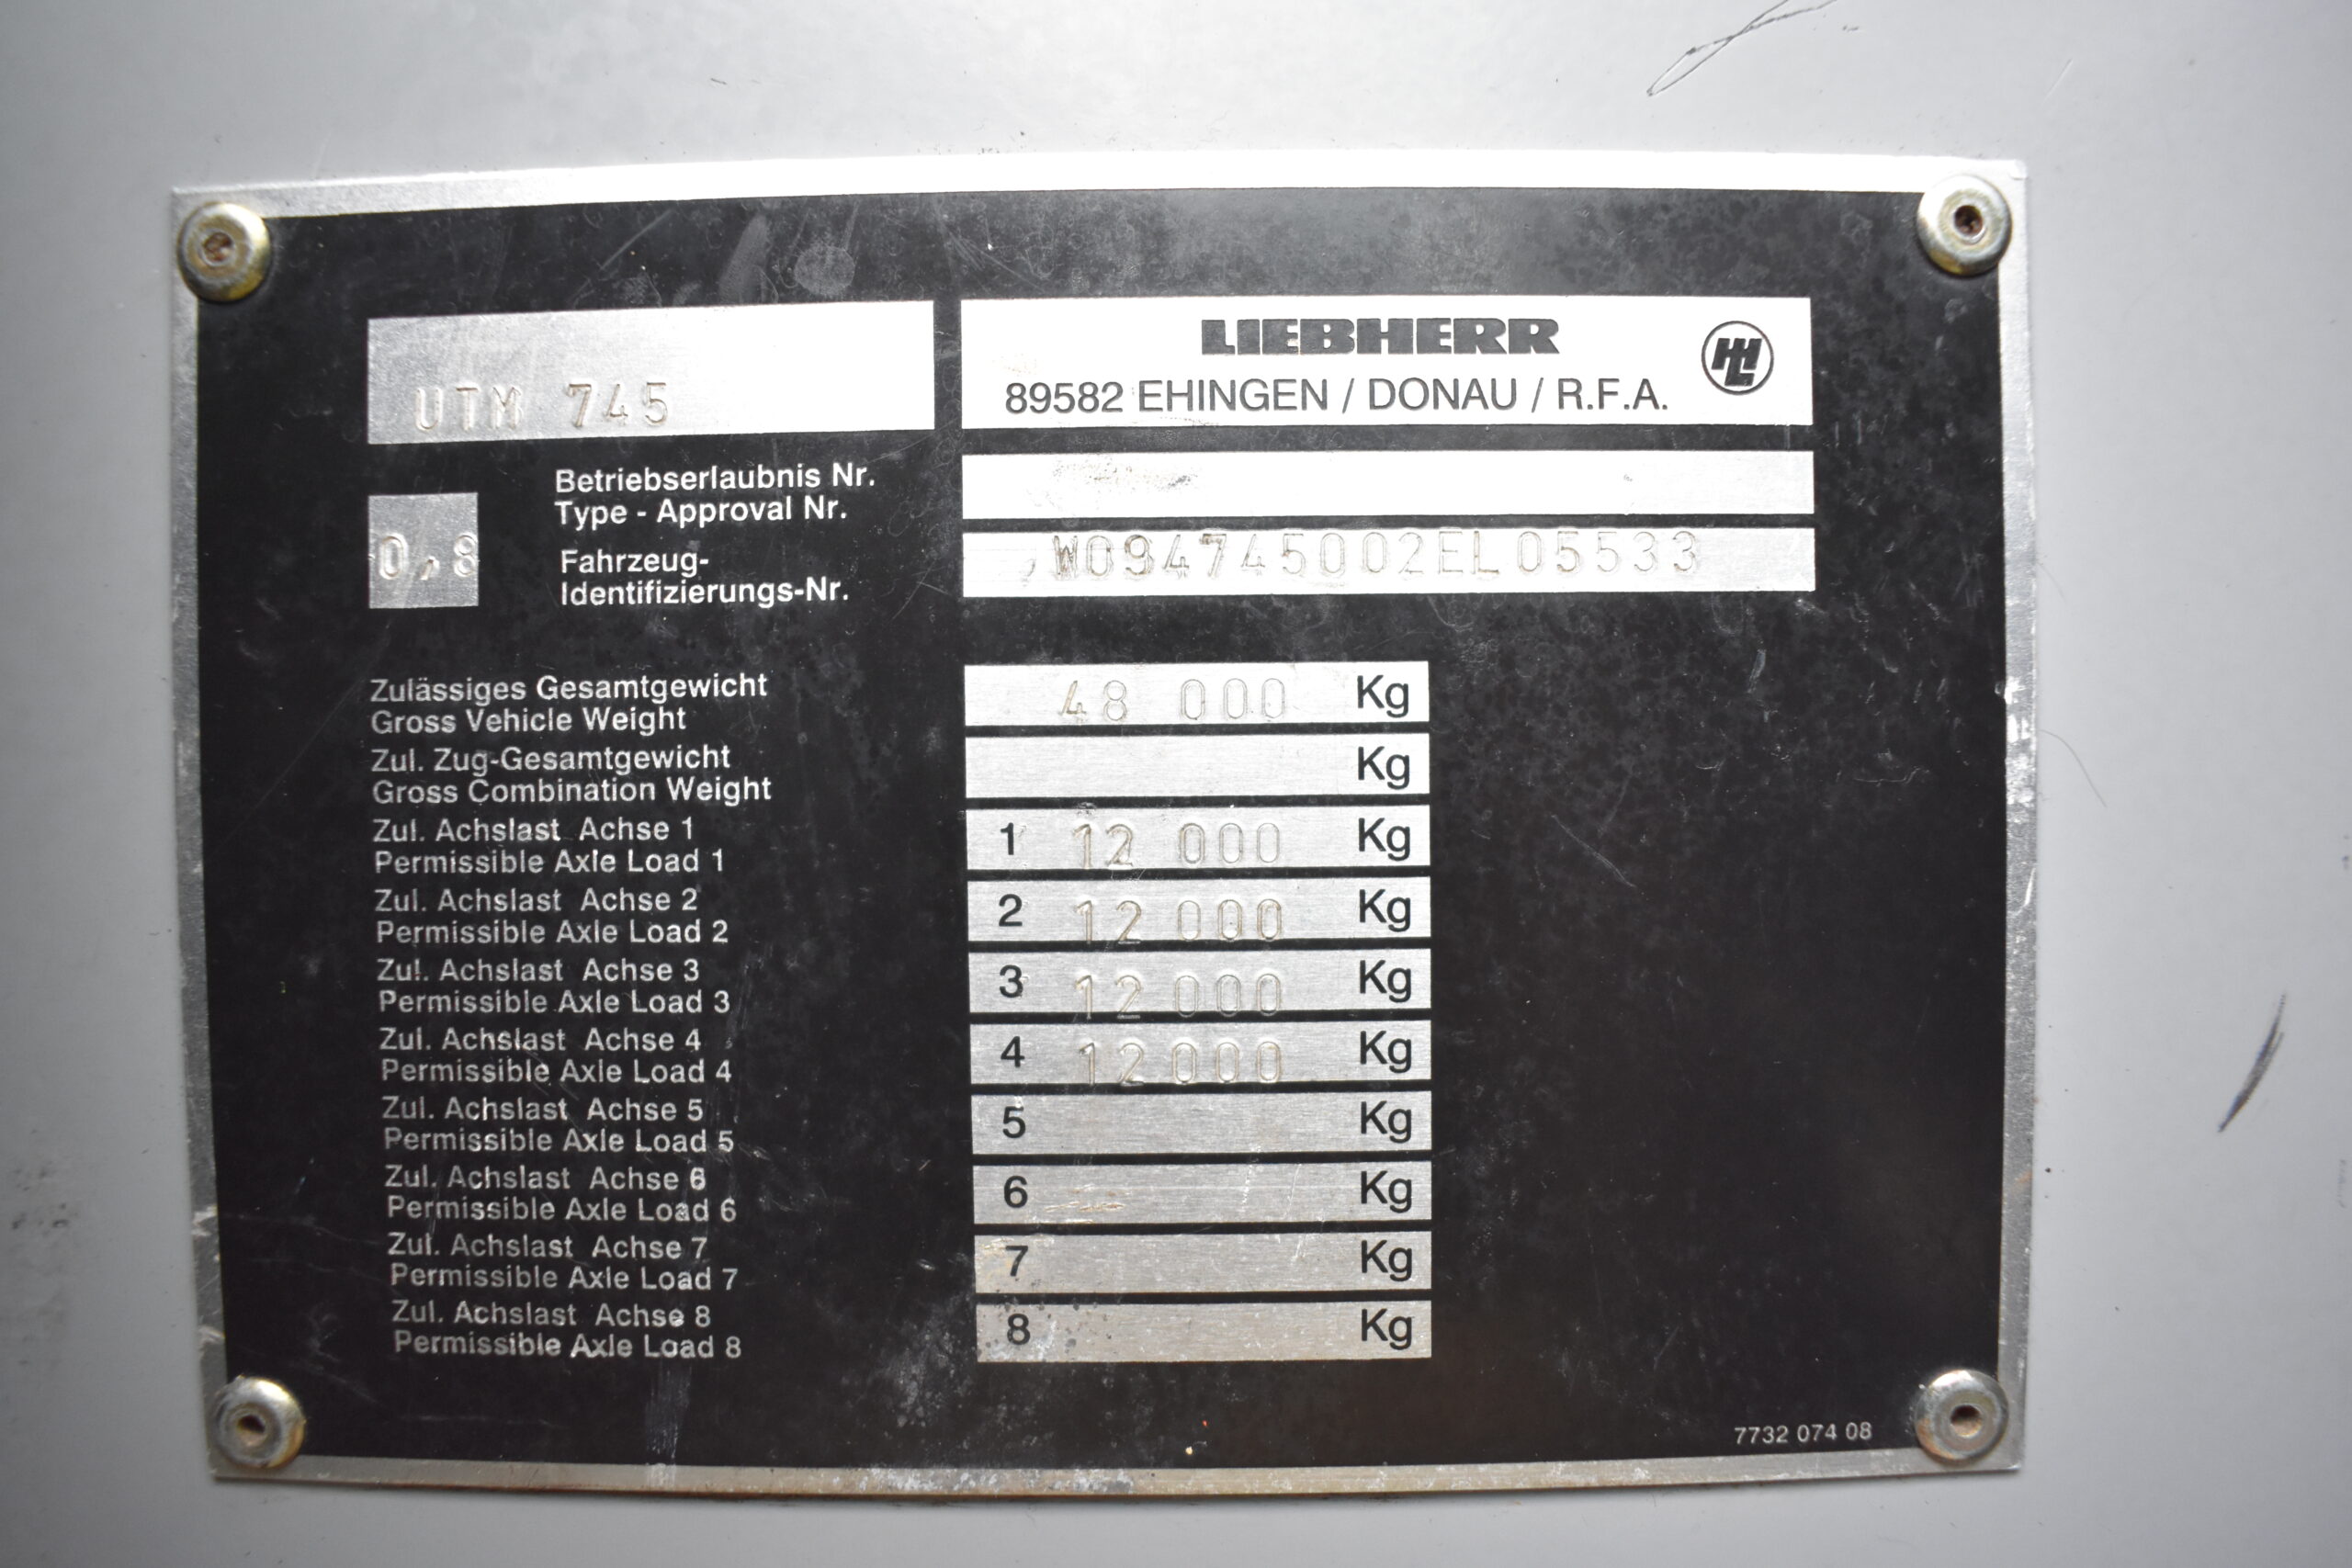 UTM 745
LIEBHERR
89582 EHINGEN / DONAU / R.F.A.
HLL
0,8
Betriebserlaubnis Nr.
Type - Approval Nr.
Fahrzeug-
Identifizierungs-Nr.
W094745002EL05533
Zulässiges Gesamtgewicht
Gross Vehicle Weight
48 000 Kg
Zul. Zug-Gesamtgewicht
Gross Combination Weight
Kg
Zul. Achslast Achse 1
Permissible Axle Load 1
1 12 000 Kg
Zul. Achslast Achse 2
Permissible Axle Load 2
2 12 000 Kg
Zul. Achslast Achse 3
Permissible Axle Load 3
3 12 000 Kg
Zul. Achslast Achse 4
Permissible Axle Load 4
4 12 000 Kg
Zul. Achslast Achse 5
Permissible Axle Load 5
5 Kg
Zul. Achslast Achse 6
Permissible Axle Load 6
6 Kg
Zul. Achslast Achse 7
Permissible Axle Load 7
7 Kg
Zul. Achslast Achse 8
Permissible Axle Load 8
8 Kg
7732 074 08